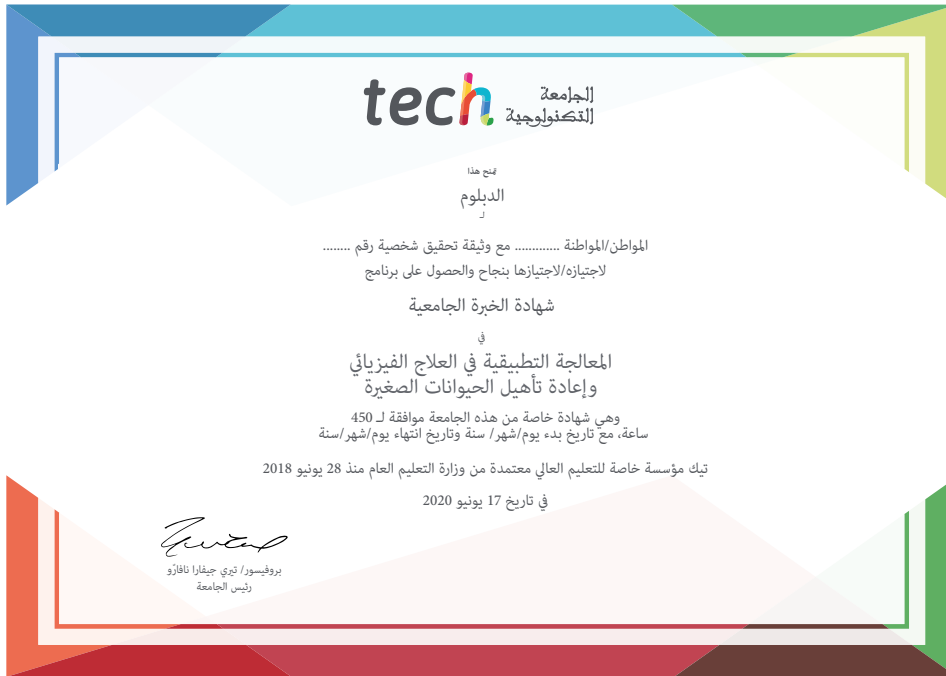 tech الجامعة
التكنولوجية
يمنح هذا
الدبلوم
لـ
المواطن/المواطنة ............ مع وثيقة تحقيق شخصية رقم ........
لاجتيازه/لاجتيازها بنجاح والحصول على برنامج
شهادة الخبرة الجامعية
في
المعالجة التطبيقية في العلاج الفيزيائي
وإعادة تأهيل الحيوانات الصغيرة
وهي شهادة خاصة من هذه الجامعة موافقة لـ 450
ساعة، مع تاريخ بدء يوم/شهر/ سنة وتاريخ انتهاء يوم/شهر/سنة
تيك مؤسسة خاصة للتعليم العالي معتمدة من وزارة التعليم العام منذ 28 يونيو 2018
في تاريخ 17 يونيو 2020
بروفيسور/ تيري جيفارا نافارّو
رئيس الجامعة